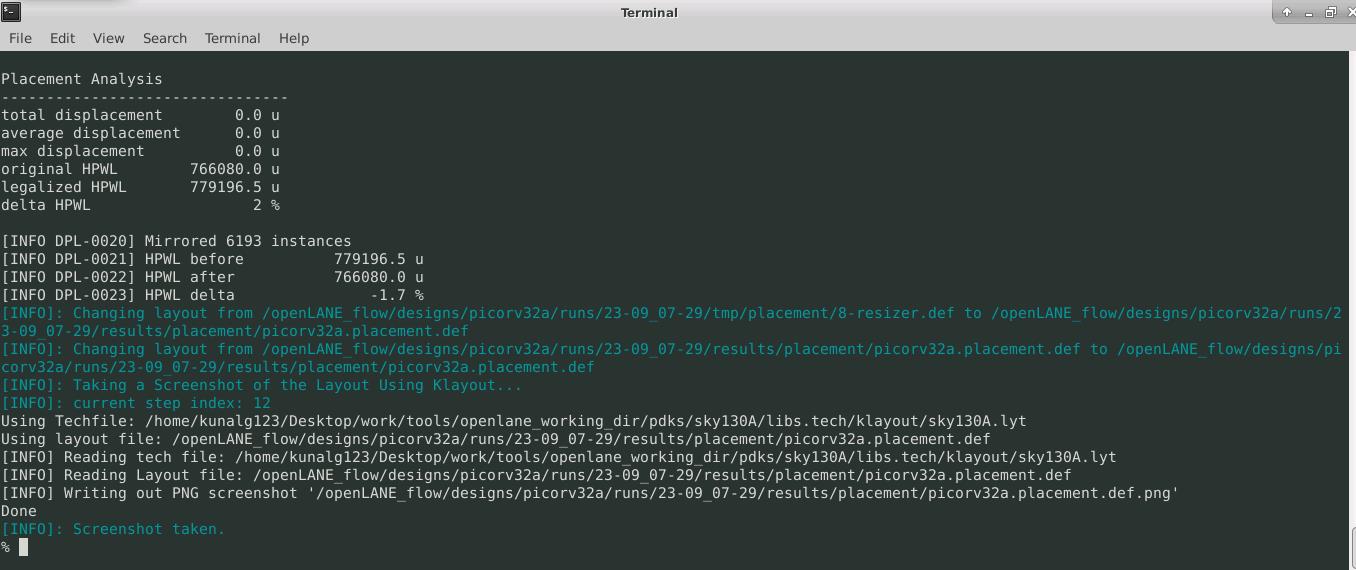 Terminal
File Edit View Search Terminal Help
Placement Analysis
--------------------------------
total displacement        0.0 u
average displacement      0.0 u
max displacement          0.0 u
original HPWL        766080.0 u
legalized HPWL       779196.5 u
delta HPWL                  2 %
[INFO DPL-0020] Mirrored 6193 instances
[INFO DPL-0021] HPWL before          779196.5 u
[INFO DPL-0022] HPWL after           766080.0 u
[INFO DPL-0023] HPWL delta               -1.7 %
[INFO]: Changing layout from /openLANE_flow/designs/picorv32a/runs/23-09_07-29/tmp/placement/8-resizer.def to /openLANE_flow/designs/picorv32a/runs/2
3-09_07-29/results/placement/picorv32a.placement.def
[INFO]: Changing layout from /openLANE_flow/designs/picorv32a/runs/23-09_07-29/results/placement/picorv32a.placement.def to /openLANE_flow/designs/pi
corv32a/runs/23-09_07-29/results/placement/picorv32a.placement.def
[INFO]: Taking a Screenshot of the Layout Using Klayout...
[INFO]: current step index: 12
Using Techfile: /home/kunalg123/Desktop/work/tools/openlane_working_dir/pdks/sky130A/libs.tech/klayout/sky130A.lyt
Using layout file: /openLANE_flow/designs/picorv32a/runs/23-09_07-29/results/placement/picorv32a.placement.def
[INFO] Reading tech file: /home/kunalg123/Desktop/work/tools/openlane_working_dir/pdks/sky130A/libs.tech/klayout/sky130A.lyt
[INFO] Reading Layout file: /openLANE_flow/designs/picorv32a/runs/23-09_07-29/results/placement/picorv32a.placement.def
[INFO] Writing out PNG screenshot '/openLANE_flow/designs/picorv32a/runs/23-09_07-29/results/placement/picorv32a.placement.def.png'
Done
[INFO]: Screenshot taken.
%